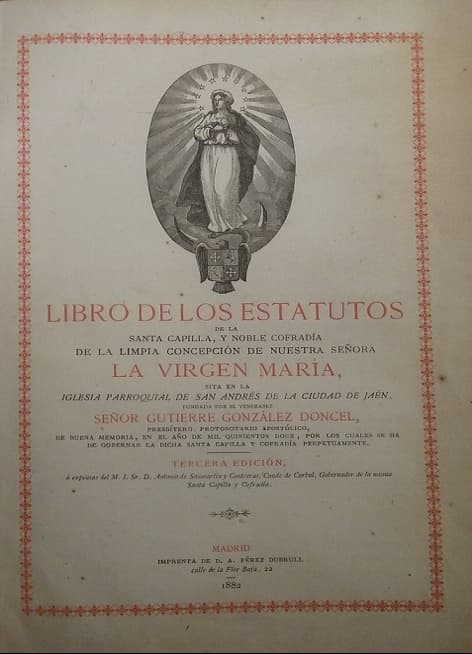 LIBRO DE LOS ESTATUTOS
DE LA
SANTA CAPILLA, Y NOBLE COFRADÍA
DE LA LIMPIA CONCEPCIÓN DE NUESTRA SEÑORA
LA VIRGEN MARÍA,
SITA EN LA
IGLESIA PARROQUIAL DE SAN ANDRÉS DE LA CIUDAD DE JAÉN,
FUNDADA POR EL VENERABLE
SEÑOR GUTIERRE GONZÁLEZ DONCEL,
PRESBÍTERO PROTONOTARIO APOSTÓLICO,
DE BUENA MEMORIA, EN EL AÑO DE MIL QUINIENTOS DOCE, POR LOS CUALES SE HA
DE GOBERNAR LA DICHA SANTA CAPILLA Y COFRADÍA PERPETUAMENTE.
TERCERA EDICIÓN,
á expensas del M. I. Sr. D. Antonio de y Contreras, Conde de Corbul, Gobernador de la misma
Santa Capilla y Cofradía.
MADRID
IMPRENTA DE D. A. PÉREZ DUBRULL
calle de la Flor Baja, 22
1882